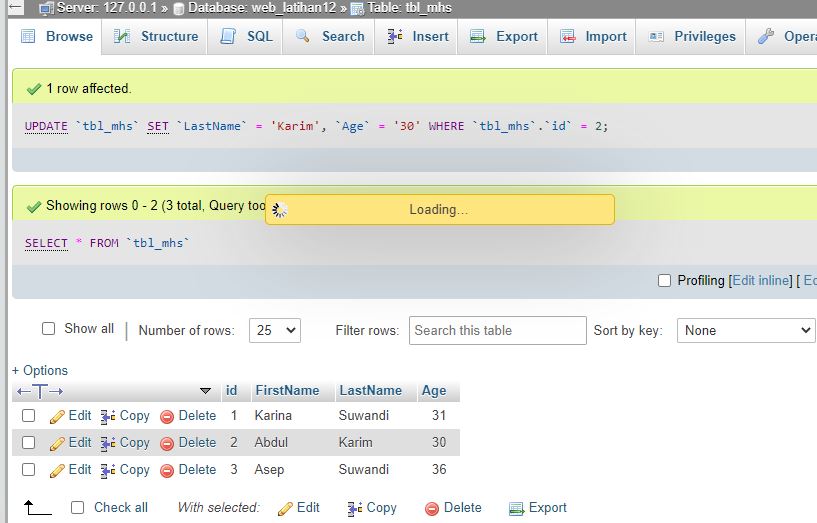 Server: 127.0.0.1 » Database: web_latihan12 » Table: tbl_mhs
Browse Structure SQL Search Insert Export Import Privileges Opera
1 row affected.
UPDATE `tbl_mhs` SET `LastName` = 'Karim', `Age` = '30' WHERE `tbl_mhs`.`id` = 2;
Showing rows 0 - 2 (3 total, Query too
Loading...
SELECT * FROM `tbl_mhs`
Profiling [Edit inline] [ Ed
Show all | Number of rows: 25 Filter rows: Search this table Sort by key: None
+ Options
←T→ id FirstName LastName Age
Edit Copy Delete 1 Karina Suwandi 31
Edit Copy Delete 2 Abdul Karim 30
Edit Copy Delete 3 Asep Suwandi 36
Check all With selected: Edit Copy Delete Export